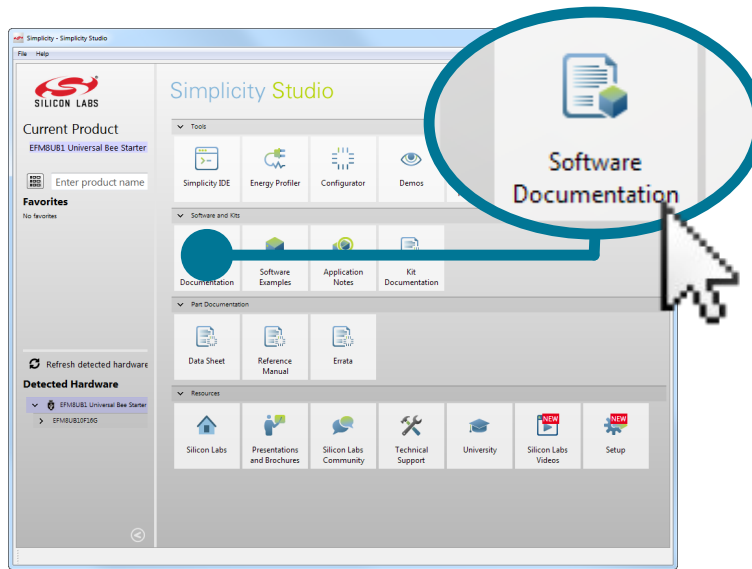 Simplicity - Simplicity Studio
File Help
SILICON LABS
Simplicity Studio
Current Product
EFM8UB1 Universal Bee Starter
Enter product name
Favorites
No favorites
Tools
Simplicity IDE
Energy Profiler
Configurator
Demos
Software
Documentation
Software and Kits
Documentation
Software
Examples
Application
Notes
Kit
Documentation
Part Documentation
Data Sheet
Reference
Manual
Errata
Refresh detected hardware
Detected Hardware
EFM8UB1 Universal Bee Starter
EFM8UB10F16G
Resources
Silicon Labs
Presentations
and Brochures
Silicon Labs
Community
Technical
Support
University
NEW
Silicon Labs
Videos
NEW
Setup